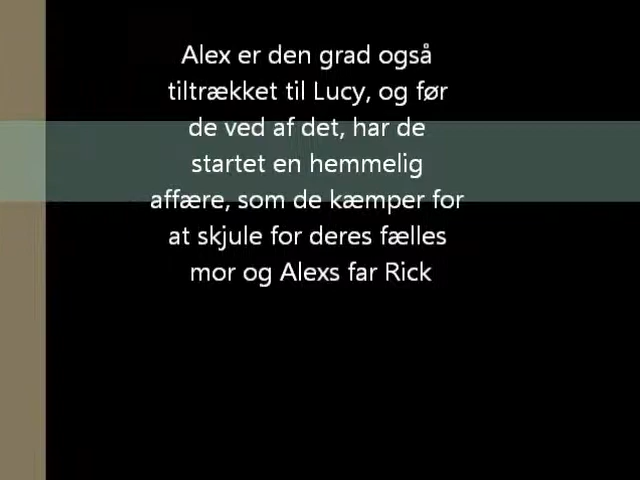 Alex er den grad også
tiltrækket til Lucy, og før
de ved af det, har de
startet en hemmelig
affære, som de kæmper for
at skjule for deres fælles
mor og Alexs far Rick